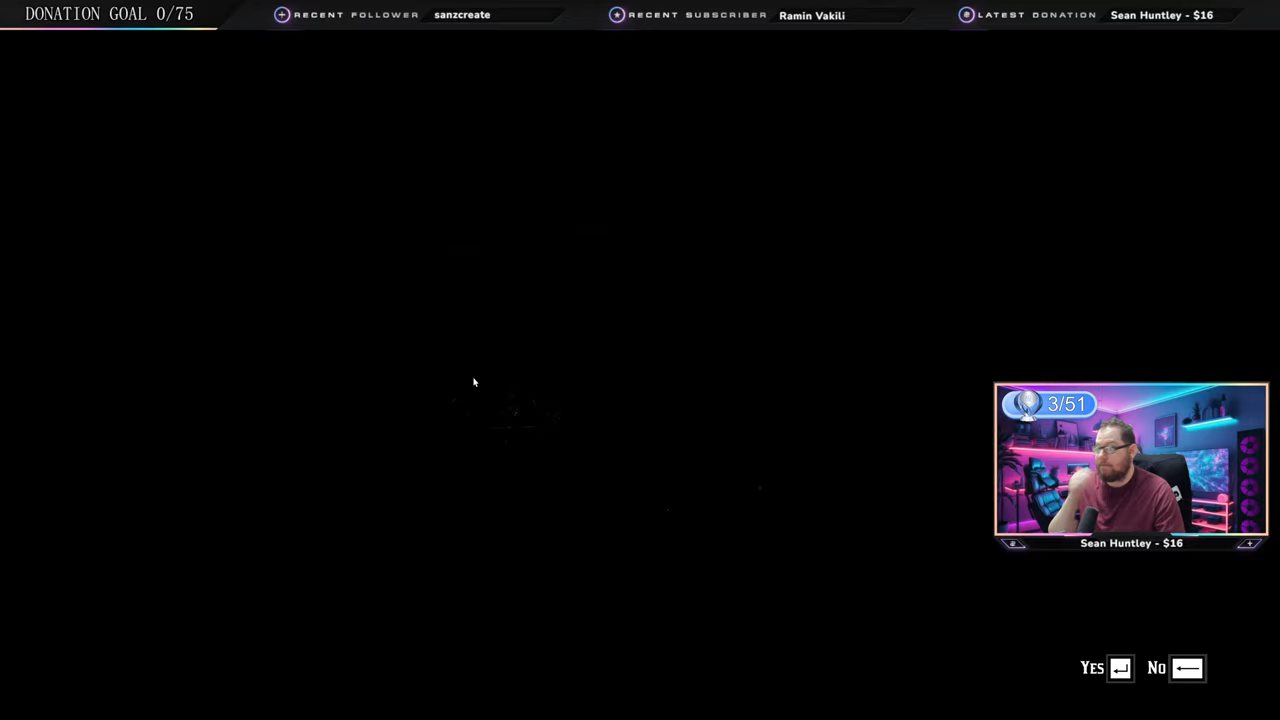 DONATION GOAL 0/75
RECENT FOLLOWER sanzcreate
RECENT SUBSCRIBER Ramin Vakili
LATEST DONATION Sean Huntley - $16
3/51
Sean Huntley - $16
YES NO